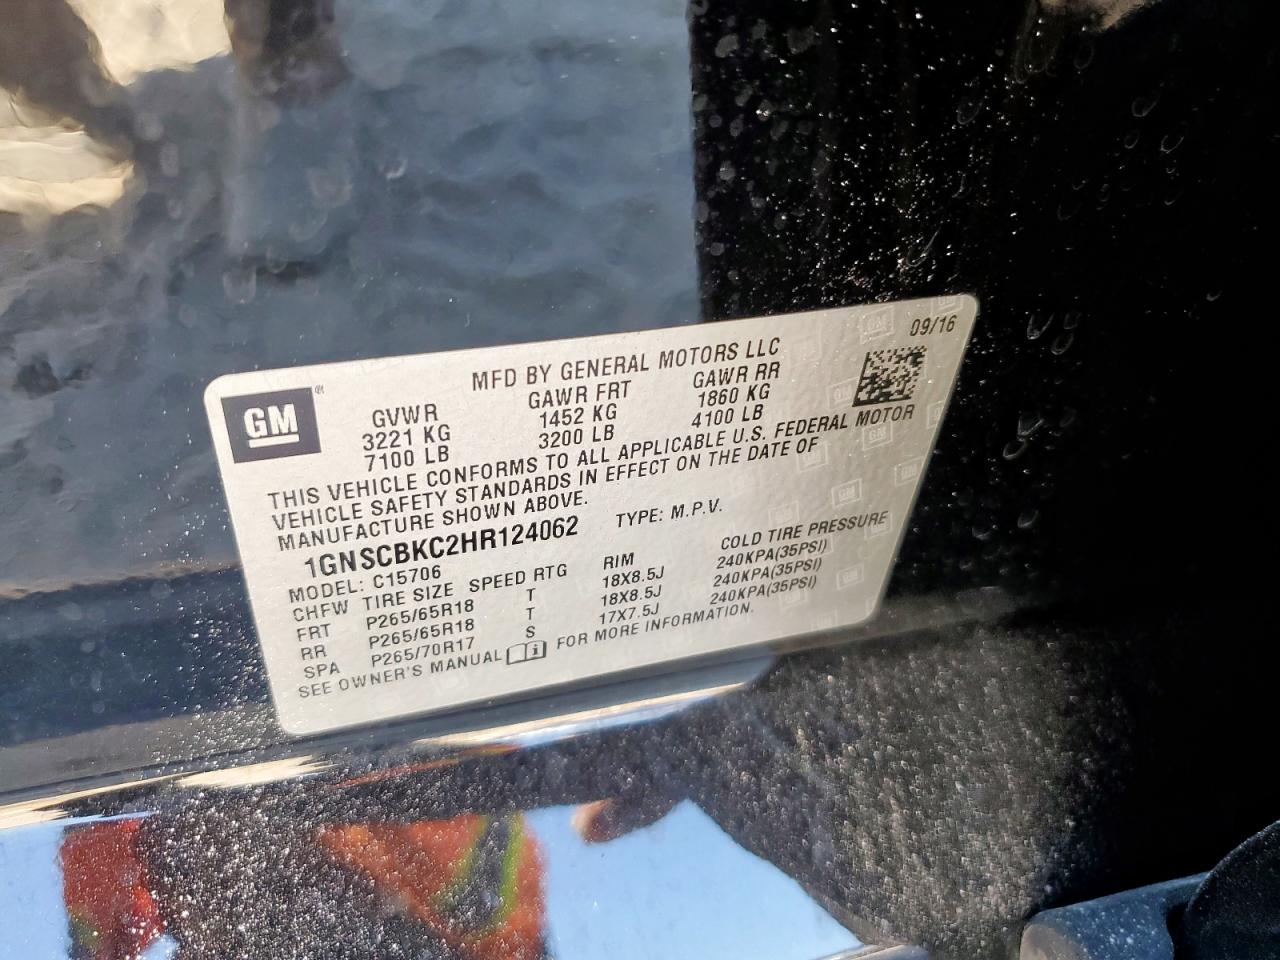 GM®
MFD BY GENERAL MOTORS LLC
09/16
GVWR GAWR FRT GAWR RR
3221 KG 1452 KG 1860 KG
7100 LB 3200 LB 4100 LB
THIS VEHICLE CONFORMS TO ALL APPLICABLE U.S. FEDERAL MOTOR
VEHICLE SAFETY STANDARDS IN EFFECT ON THE DATE OF
MANUFACTURE SHOWN ABOVE.
1GNSCBKC2HR124062 TYPE: M.P.V.
MODEL: C15706
CHFW TIRE SIZE SPEED RTG RIM COLD TIRE PRESSURE
FRT P265/65R18 T 18X8.5J 240KPA(35PSI)
RR P265/65R18 T 18X8.5J 240KPA(35PSI)
SPA P265/70R17 S 17X7.5J 240KPA(35PSI)
SEE OWNER'S MANUAL FOR MORE INFORMATION.